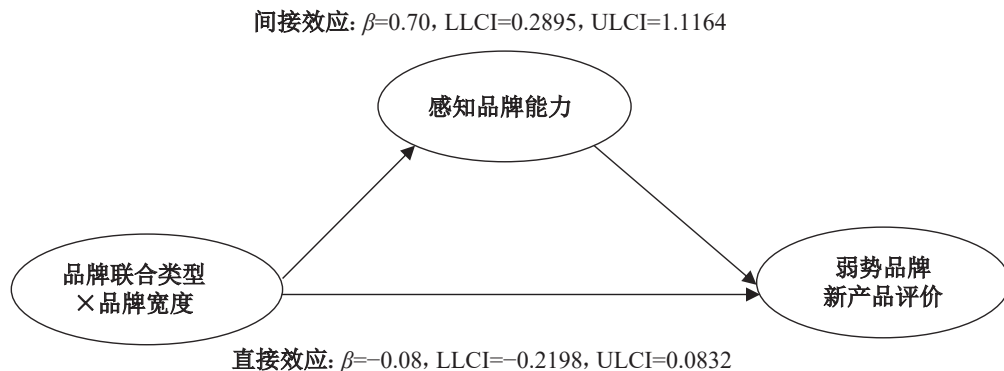 间接效应: β=0.70, LLCI=0.2895, ULCI=1.1164
感知品牌能力
品牌联合类型
×品牌宽度
弱势品牌
新产品评价
直接效应: β=−0.08, LLCI=−0.2198, ULCI=0.0832